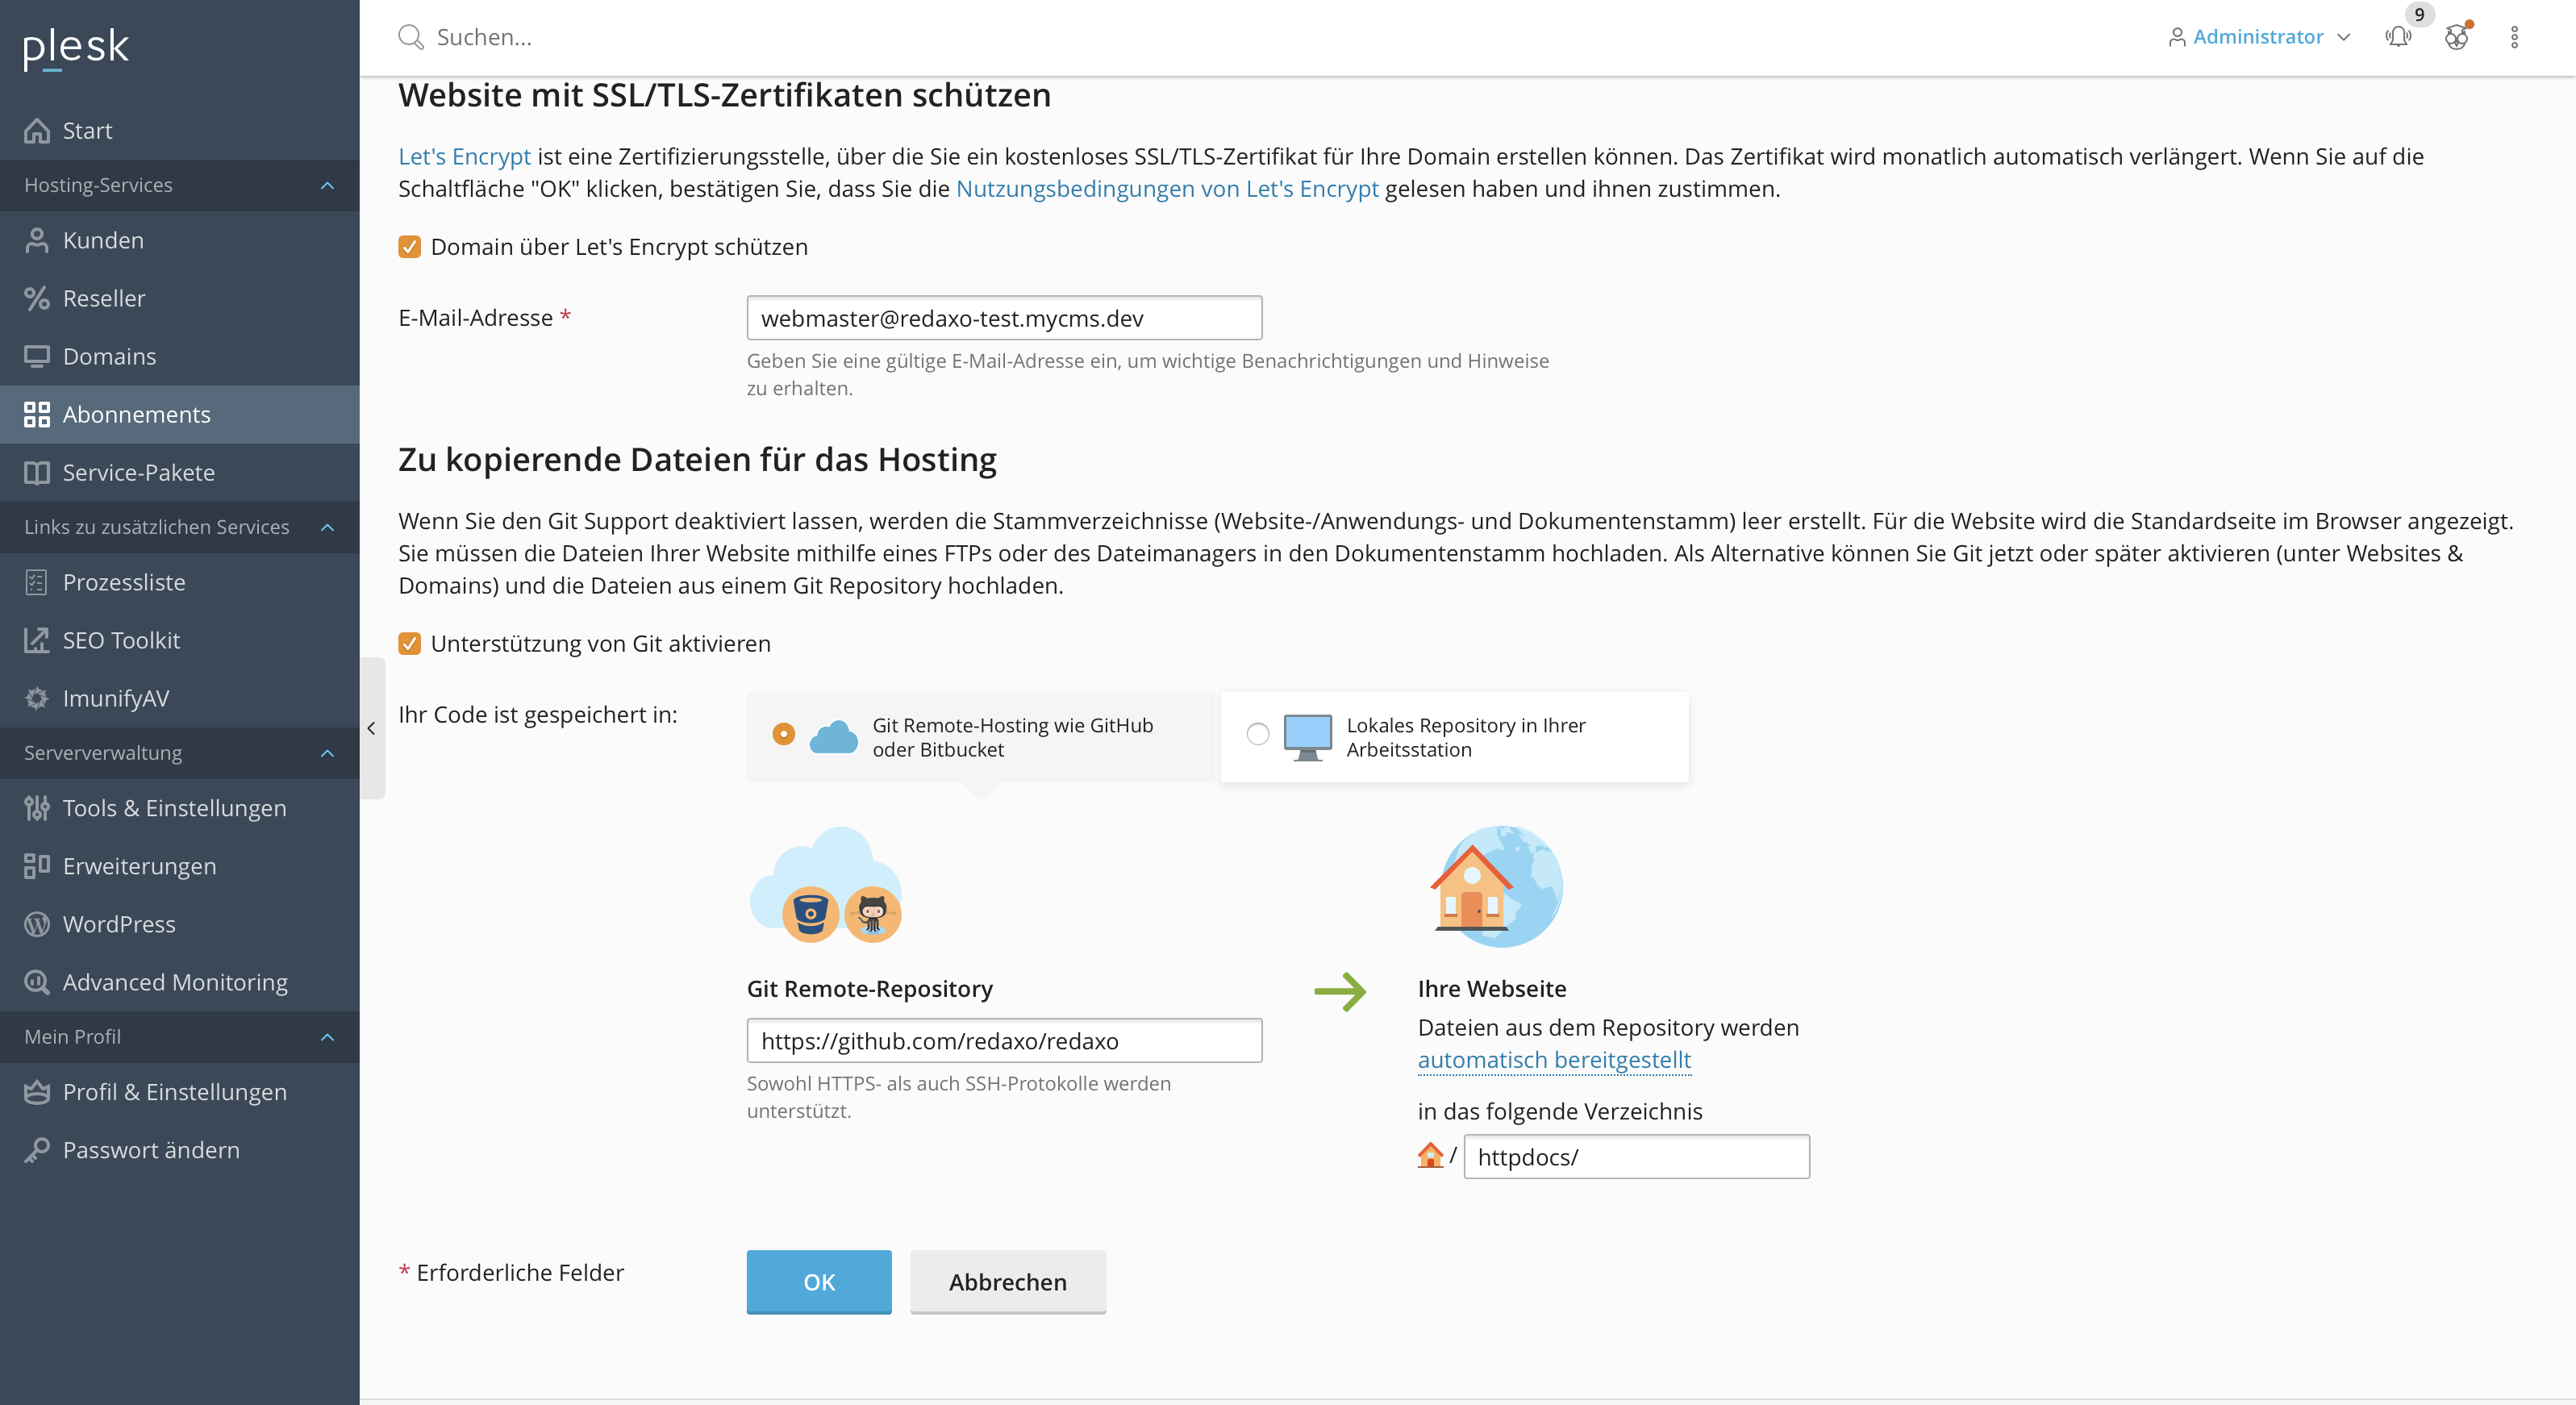 plesk
Suchen...
Administrator
9
Start
Hosting-Services
Kunden
Reseller
Domains
Abonnements
Service-Pakete
Links zu zusätzlichen Services
Prozessliste
SEO Toolkit
ImunifyAV
Serververwaltung
Tools & Einstellungen
Erweiterungen
WordPress
Advanced Monitoring
Mein Profil
Profil & Einstellungen
Passwort ändern
Website mit SSL/TLS-Zertifikaten schützen
Let's Encrypt ist eine Zertifizierungsstelle, über die Sie ein kostenloses SSL/TLS-Zertifikat für Ihre Domain erstellen können. Das Zertifikat wird monatlich automatisch verlängert. Wenn Sie auf die
Schaltfläche "OK" klicken, bestätigen Sie, dass Sie die Nutzungsbedingungen von Let's Encrypt gelesen haben und ihnen zustimmen.
Domain über Let's Encrypt schützen
E-Mail-Adresse *
webmaster@redaxo-test.mycms.dev
Geben Sie eine gültige E-Mail-Adresse ein, um wichtige Benachrichtigungen und Hinweise
zu erhalten.
Zu kopierende Dateien für das Hosting
Wenn Sie den Git Support deaktiviert lassen, werden die Stammverzeichnisse (Website-/Anwendungs- und Dokumentenstamm) leer erstellt. Für die Website wird die Standardseite im Browser angezeigt.
Sie müssen die Dateien Ihrer Website mithilfe eines FTPs oder des Dateimanagers in den Dokumentenstamm hochladen. Als Alternative können Sie Git jetzt oder später aktivieren (unter Websites &
Domains) und die Dateien aus einem Git Repository hochladen.
Unterstützung von Git aktivieren
Ihr Code ist gespeichert in:
Git Remote-Hosting wie GitHub
oder Bitbucket
Lokales Repository in Ihrer
Arbeitsstation
Git Remote-Repository
https://github.com/redaxo/redaxo
Sowohl HTTPS- als auch SSH-Protokolle werden
unterstützt.
Ihre Webseite
Dateien aus dem Repository werden
automatisch bereitgestellt
in das folgende Verzeichnis
/ httpdocs/
* Erforderliche Felder
OK
Abbrechen